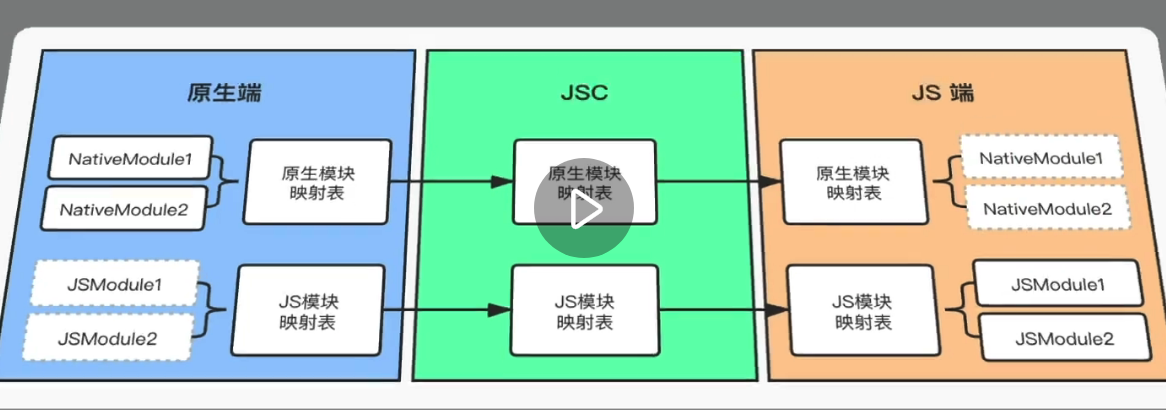 原生端
NativeModule1
NativeModule2
原生模块
映射表
JSModule1
JSModule2
JS模块
映射表
JSC
原生模块
映射表
JS模块
映射表
JS 端
原生模块
映射表
NativeModule1
NativeModule2
JS模块
映射表
JSModule1
JSModule2